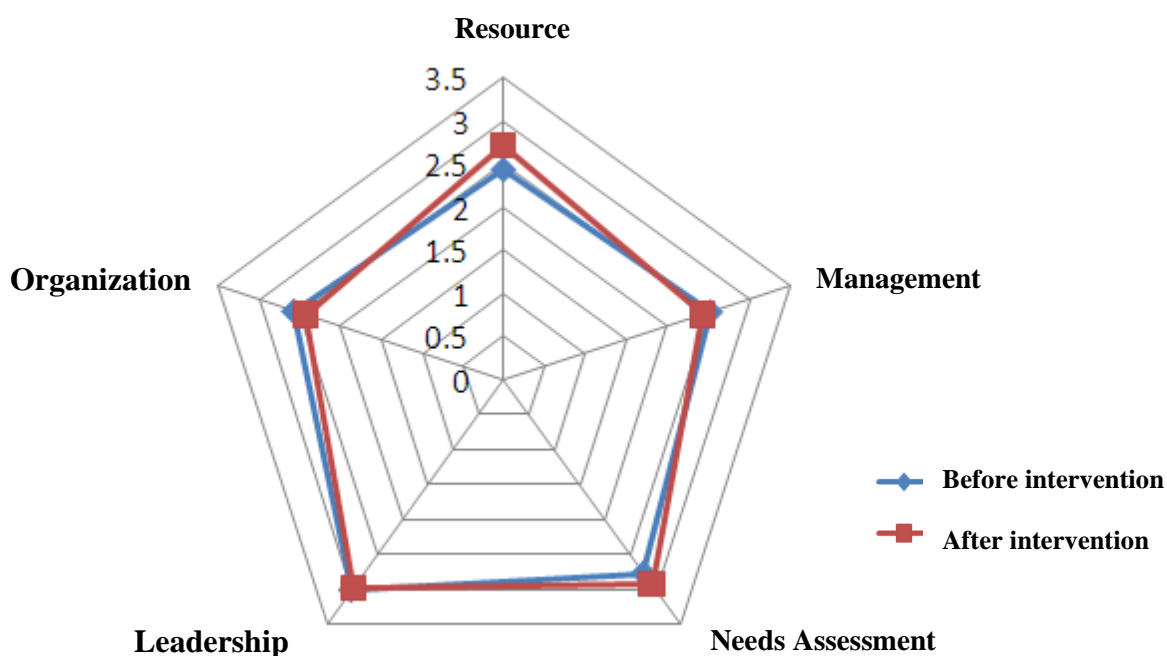 Resource
3.5
3
2.5
2
1.5
1
0.5
0
Organization
Management
Before intervention
After intervention
Leadership
Needs Assessment